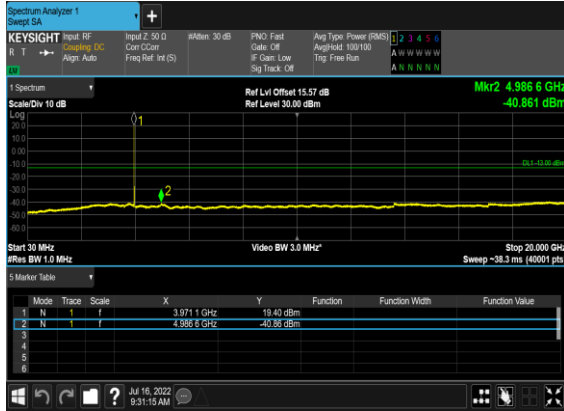 Spectrum Analyzer 1
Swept SA
+
KEYSIGHT Input: RF Input Z: 50 Ω #Atten: 30 dB PNO: Fast Avg Type: Power (RMS) 1 2 3 4 5 6
R T Coupling: DC Corr CCorr Gate: Off Avg|Hold: 100/100 A W W W W W
Align: Auto Freq Ref: Int (S) IF Gain: Low Trig: Free Run
Sig Track: Off A N N N N N
1 Spectrum Ref Lvl Offset 15.57 dB Mkr2 4.986 6 GHz
Scale/Div 10 dB Ref Level 30.00 dBm -40.861 dBm
Log
20.0
10.0
0.00
-10.0 DL1 -13.00 dBm
-20.0
-30.0
-40.0
-50.0
-60.0
1
2
Start 30 MHz Video BW 3.0 MHz* Stop 20.000 GHz
#Res BW 1.0 MHz Sweep ~38.3 ms (40001 pts
5 Marker Table
Mode Trace Scale X Y Function Function Width Function Value
1 N 1 f 3.971 1 GHz 19.40 dBm
2 N 1 f 4.986 6 GHz -40.86 dBm
3
4
5
6
? Jul 16, 2022
9:31:15 AM